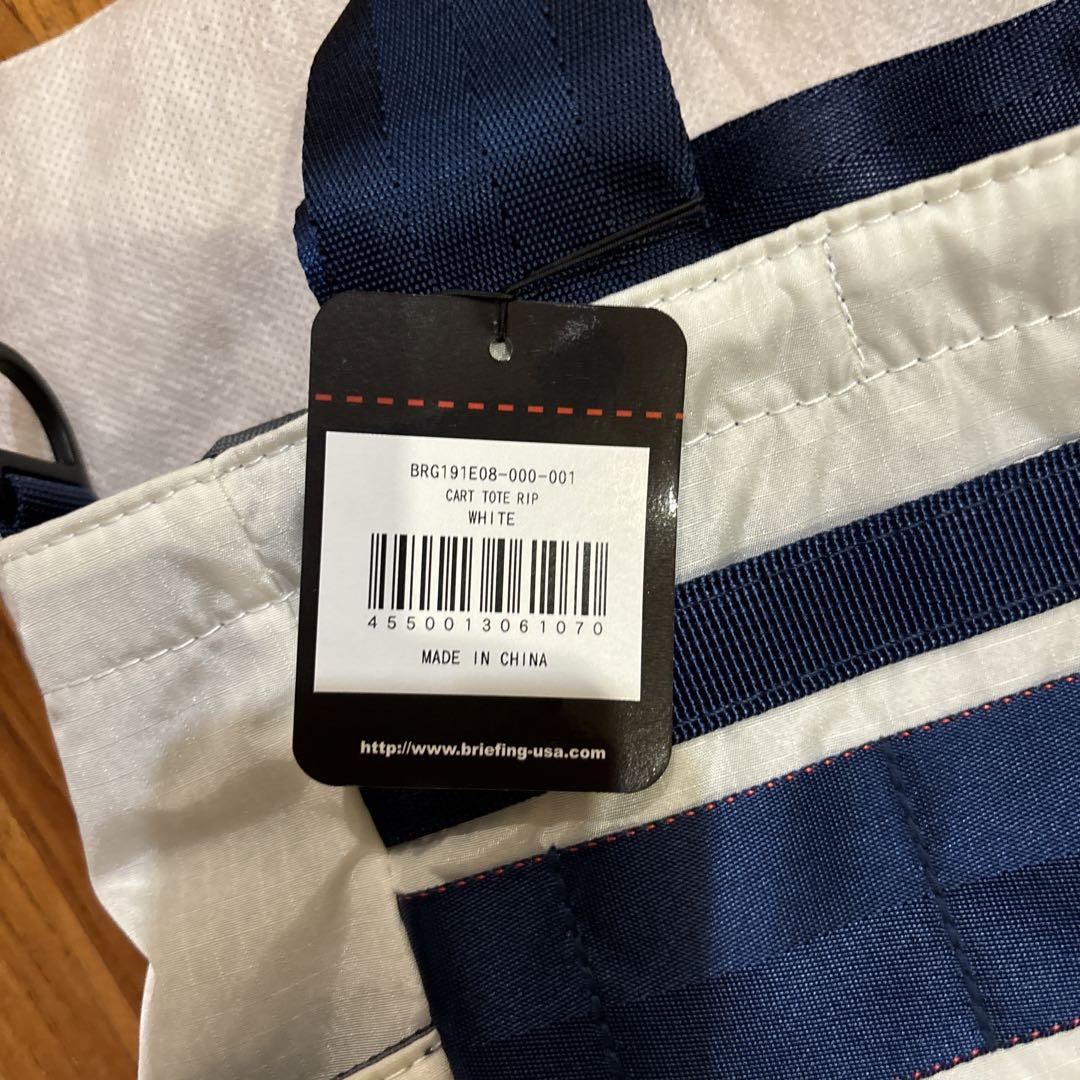 BRG191E08-000-001
CART TOTE RIP
WHITE
4550013061070
MADE IN CHINA
http://www.briefing-usa.com